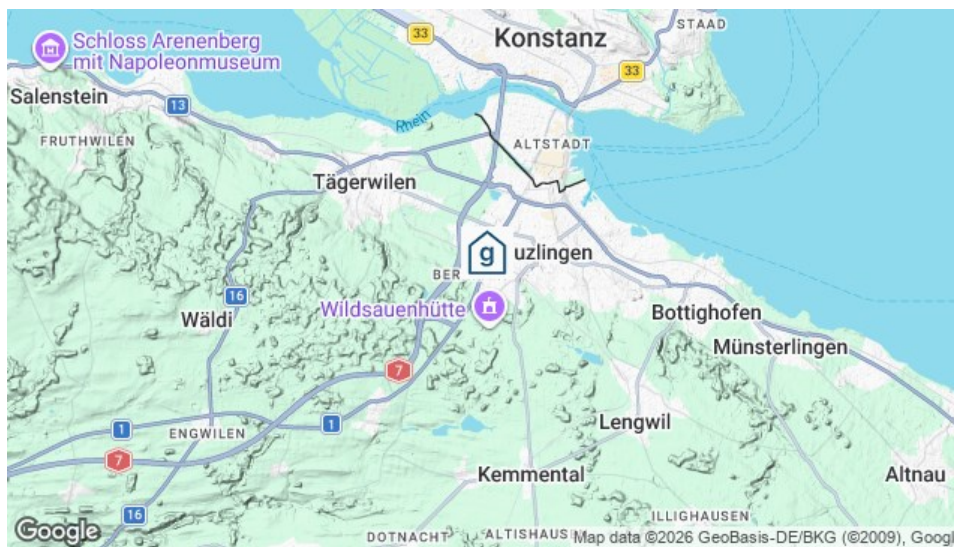 Konstanz
STAAD
33
33
Schloss Arenenberg
mit Napoleonmuseum
Salenstein
13
Rhein
FRUTHWILEN
ALTSTADT
Tägerwilen
g
uzlingen
BER
16
Wildsauenhütte
Wäldi
Bottighofen
Münsterlingen
7
1
1
ENGWILEN
Lengwil
7
Kemmental
Altnau
16
ILLIGHAUSEN
Google
DOTNACHT
ALTISHAUSEN
Map data ©2026 GeoBasis-DE/BKG (©2009), Googl